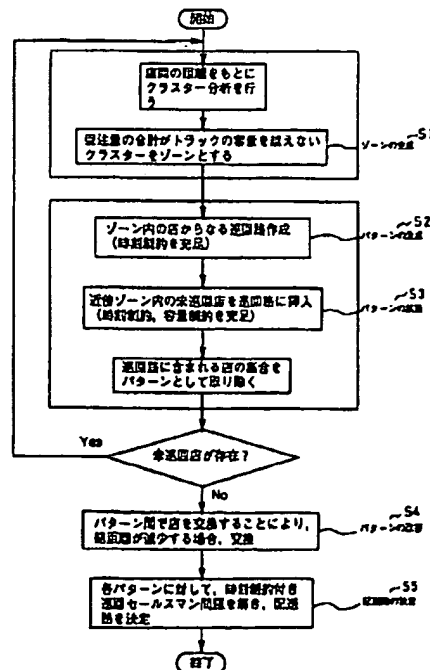 開始
店間の距離をもとに
クラスター分析を行
う
受注量の合計がトラックの容量を越えない
クラスターをゾーンとする
S1
ゾーンの生成
ゾーン内の店からなる巡回路作成
(時刻制約を充足)
S2
パターンの生成
近傍ゾーン内の未巡回店を巡回路に挿入
(時刻制約,容量制約を充足)
S3
パターンの拡張
巡回路に含まれる店の集合を
パターンとして取り除く
Yes
未巡回店が存在?
No
パターン間で店を交換することにより,
が減少する場合,交換
S4
パターンの改善
各パターンに対して,時刻制約付き
巡回セールスマン問題を解き,配送
路を決定
S5
終了